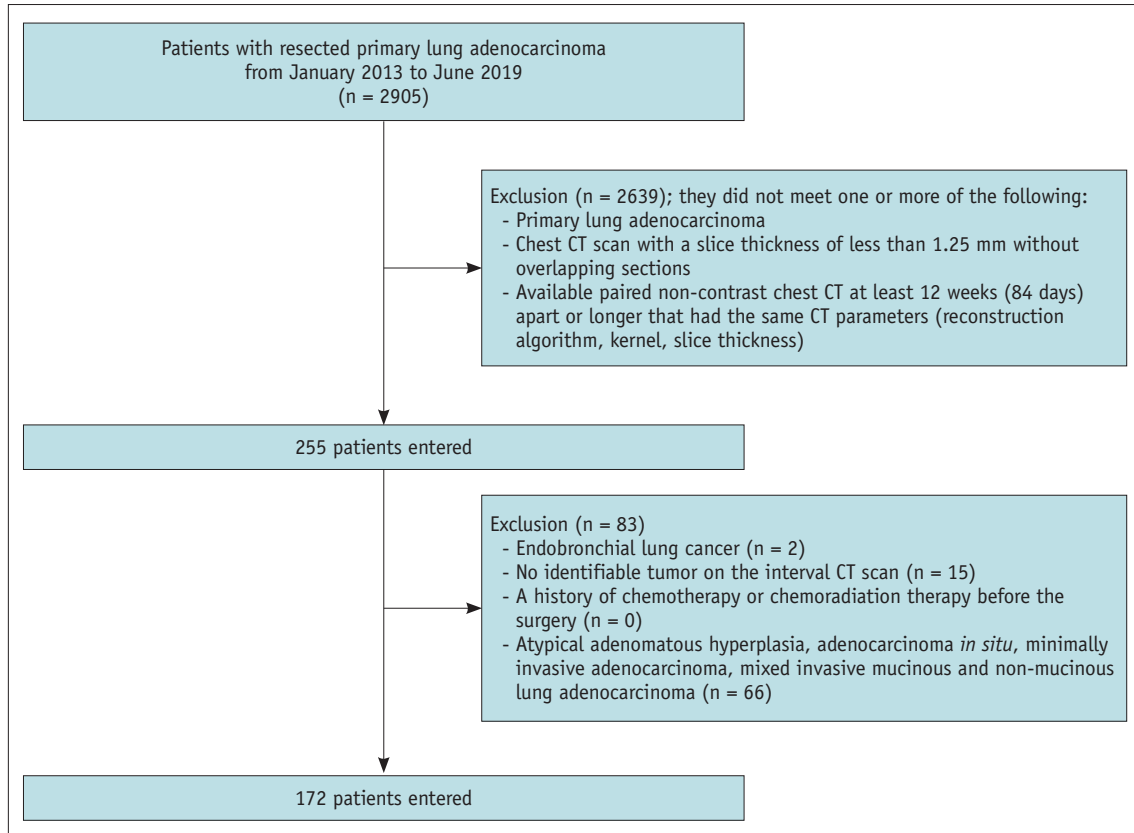 Patients with resected primary lung adenocarcinoma
from January 2013 to June 2019
(n = 2905)
Exclusion (n = 2639); they did not meet one or more of the following:
- Primary lung adenocarcinoma
- Chest CT scan with a slice thickness of less than 1.25 mm without
overlapping sections
- Available paired non-contrast chest CT at least 12 weeks (84 days)
apart or longer that had the same CT parameters (reconstruction
algorithm, kernel, slice thickness)
255 patients entered
Exclusion (n = 83)
- Endobronchial lung cancer (n = 2)
- No identifiable tumor on the interval CT scan (n = 15)
- A history of chemotherapy or chemoradiation therapy before the
surgery (n = 0)
- Atypical adenomatous hyperplasia, adenocarcinoma in situ, minimally
invasive adenocarcinoma, mixed invasive mucinous and non-mucinous
lung adenocarcinoma (n = 66)
172 patients entered